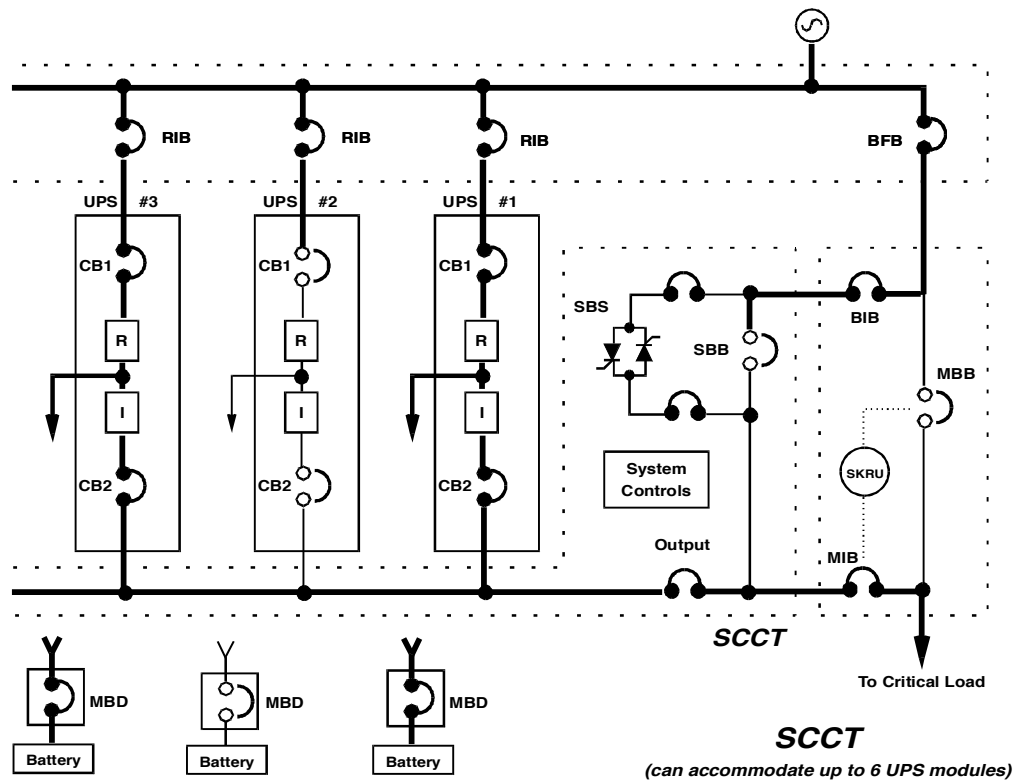 RIB
RIB
RIB
BFB
UPS #3
UPS #2
UPS #1
CB1
CB1
CB1
SBS
SBB
BIB
R
R
R
MBB
I
I
I
System
Controls
SKRU
CB2
CB2
CB2
Output
MIB
SCCT
To Critical Load
MBD
MBD
MBD
Battery
Battery
Battery
SCCT
(can accommodate up to 6 UPS modules)